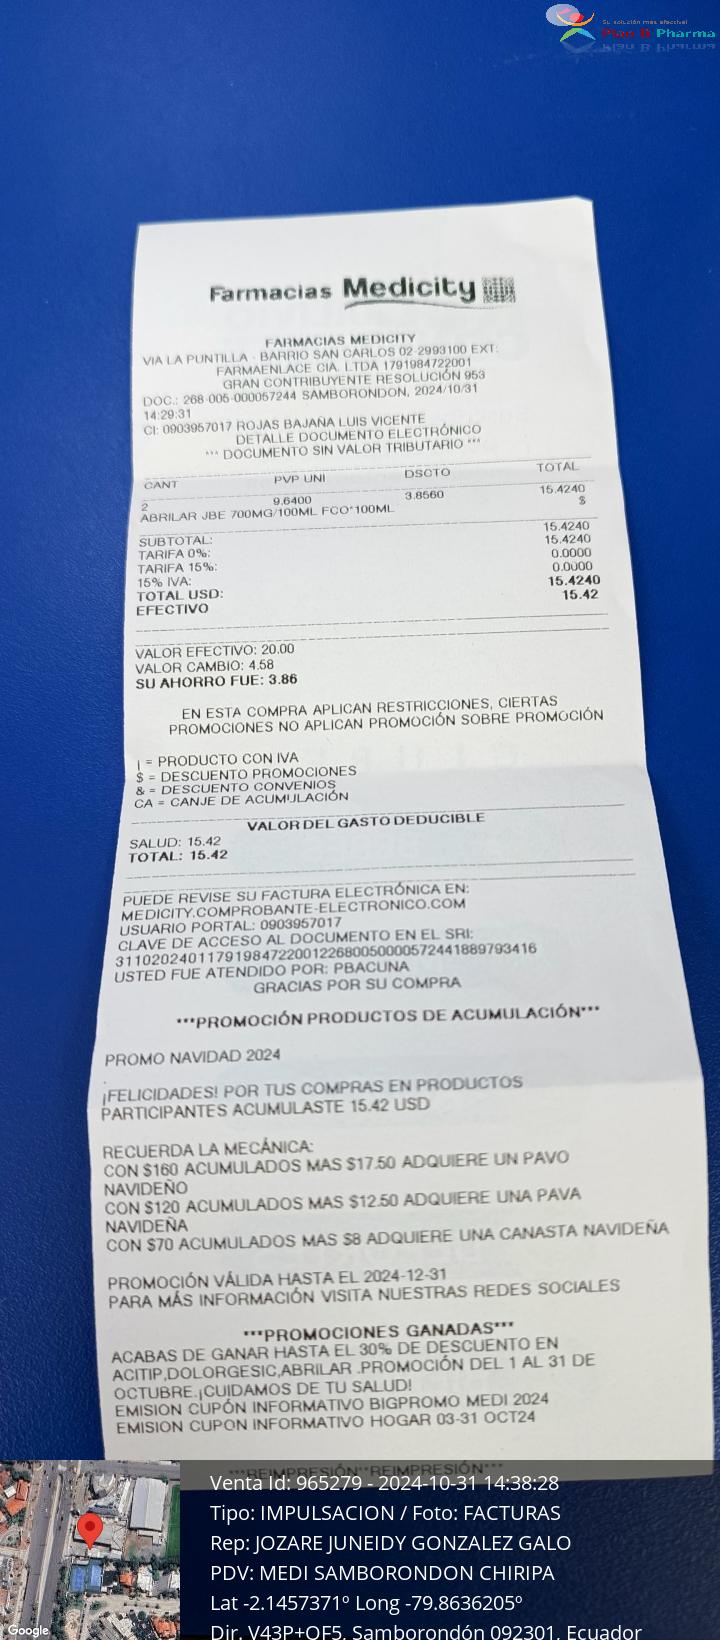 Su solución más efectiva!
Plan B Pharma
Farmacias Medicity
FARMACIAS MEDICITY
VIA LA PUNTILLA - BARRIO SAN CARLOS 02-2993100 EXT:
FARMAENLACE CIA. LTDA 1791984722001
GRAN CONTRIBUYENTE RESOLUCIÓN 953
DOC.: 268-005-000057244 SAMBORONDON, 2024/10/31
14:29:31
CI: 0903957017 ROJAS BAJAÑA LUIS VICENTE
DETALLE DOCUMENTO ELECTRÓNICO
*** DOCUMENTO SIN VALOR TRIBUTARIO ***
CANT PVP UNI DSCTO TOTAL
2 9.6400 3.8560 15.4240
ABRILAR JBE 700MG/100ML FCO*100ML $
SUBTOTAL: 15.4240
TARIFA 0%: 15.4240
TARIFA 15%: 0.0000
15% IVA: 0.0000
TOTAL USD: 15.4240
EFECTIVO 15.42
VALOR EFECTIVO: 20.00
VALOR CAMBIO: 4.58
SU AHORRO FUE: 3.86
EN ESTA COMPRA APLICAN RESTRICCIONES, CIERTAS
PROMOCIONES NO APLICAN PROMOCIÓN SOBRE PROMOCIÓN
| = PRODUCTO CON IVA
$ = DESCUENTO PROMOCIONES
& = DESCUENTO CONVENIOS
CA = CANJE DE ACUMULACIÓN
VALOR DEL GASTO DEDUCIBLE
SALUD: 15.42
TOTAL: 15.42
PUEDE REVISE SU FACTURA ELECTRÓNICA EN:
MEDICITY.COMPROBANTE-ELECTRONICO.COM
USUARIO PORTAL: 0903957017
CLAVE DE ACCESO AL DOCUMENTO EN EL SRI:
3110202401179198472200122680050000572441889793416
USTED FUE ATENDIDO POR: PBACUNA
GRACIAS POR SU COMPRA
***PROMOCIÓN PRODUCTOS DE ACUMULACIÓN***
PROMO NAVIDAD 2024
¡FELICIDADES! POR TUS COMPRAS EN PRODUCTOS
PARTICIPANTES ACUMULASTE 15.42 USD
RECUERDA LA MECÁNICA:
CON $160 ACUMULADOS MAS $17.50 ADQUIERE UN PAVO
NAVIDEÑO
CON $120 ACUMULADOS MAS $12.50 ADQUIERE UNA PAVA
NAVIDEÑA
CON $70 ACUMULADOS MAS $8 ADQUIERE UNA CANASTA NAVIDEÑA
PROMOCIÓN VÁLIDA HASTA EL 2024-12-31
PARA MÁS INFORMACIÓN VISITA NUESTRAS REDES SOCIALES
***PROMOCIONES GANADAS***
ACABAS DE GANAR HASTA EL 30% DE DESCUENTO EN
ACITIP,DOLORGESIC,ABRILAR .PROMOCIÓN DEL 1 AL 31 DE
OCTUBRE.¡CUIDAMOS DE TU SALUD!
EMISION CUPÓN INFORMATIVO BIGPROMO MEDI 2024
EMISION CUPON INFORMATIVO HOGAR 03-31 OCT24
***REIMPRESIÓN**REIMPRESIÓN***
Venta Id: 965279 - 2024-10-31 14:38:28
Tipo: IMPULSACION / Foto: FACTURAS
Rep: JOZARE JUNEIDY GONZALEZ GALO
PDV: MEDI SAMBORONDON CHIRIPA
Lat -2.1457371º Long -79.8636205º
Dir. V43P+QF5, Samborondón 092301, Ecuador
Google